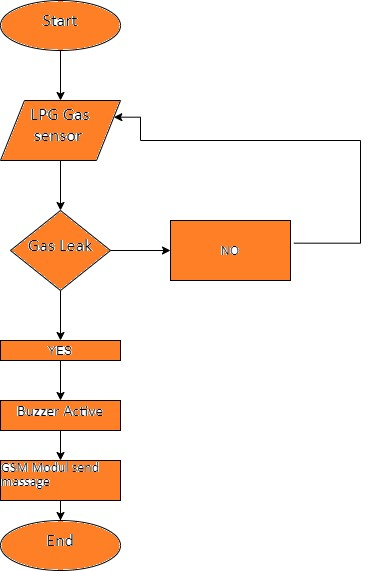 Start
LPG Gas
sensor
Gas Leak
NO
YES
Buzzer Active
GSM Modul send
massage
End